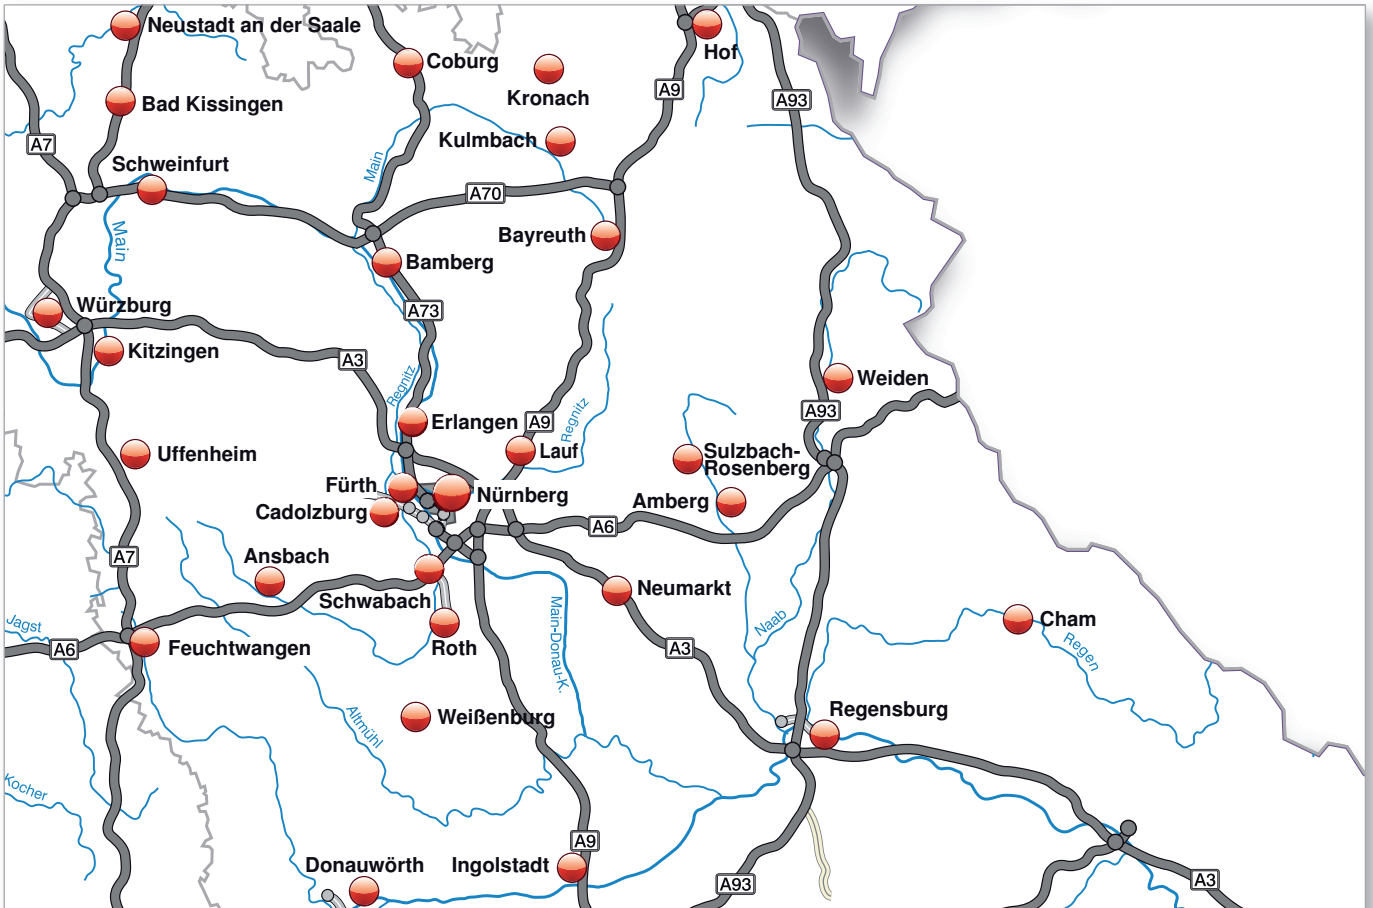 Neustadt an der Saale
Coburg
Hof
Kronach
A9
A93
Bad Kissingen
A7
Kulmbach
Schweinfurt
Main
A70
Main
Bayreuth
Bamberg
Würzburg
A73
Kitzingen
A3
Regnitz
Weiden
A93
Erlangen
A9
Regnitz
Uffenheim
Lauf
Sulzbach-
Rosenberg
Fürth
Nürnberg
Amberg
Cadolzburg
A6
A7
Ansbach
Neumarkt
Schwabach
Main-Donau-K.
Naab
Cham
Jagst
A6
Feuchtwangen
Roth
A3
Regen
Altmühl
Weißenburg
Regensburg
Kocher
A9
Donauwörth
Ingolstadt
A93
A3